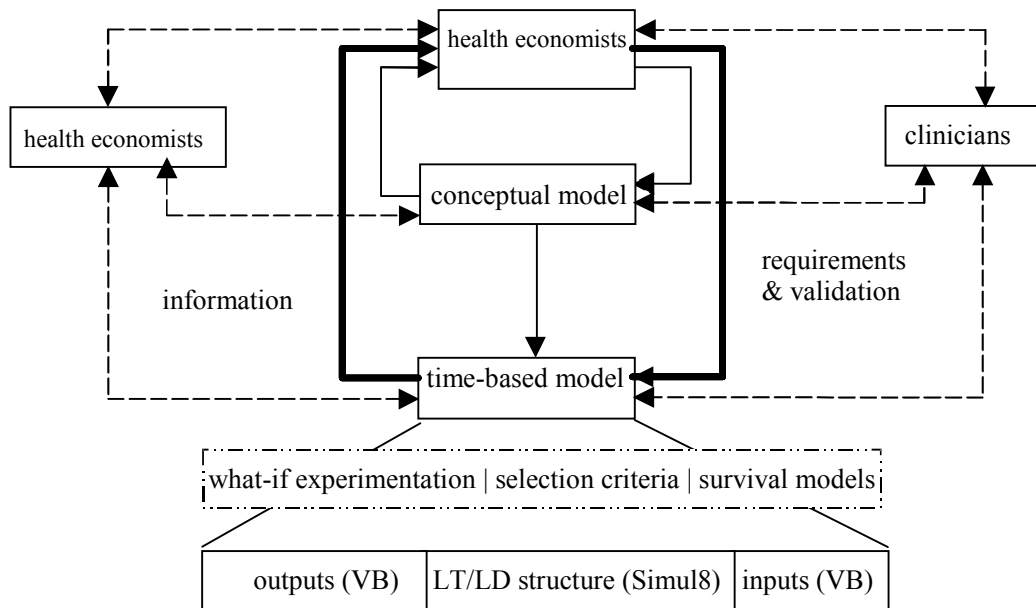 health economists
health economists
clinicians
conceptual model
information
requirements
& validation
time-based model
what-if experimentation | selection criteria | survival models
outputs (VB)
LT/LD structure (Simul8)
inputs (VB)